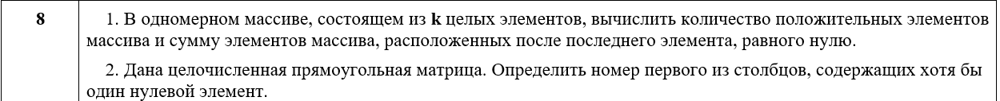 8
1. В одномерном массиве, состоящем из k целых элементов, вычислить количество положительных элементов
массива и сумму элементов массива, расположенных после последнего элемента, равного нулю.
2. Дана целочисленная прямоугольная матрица. Определить номер первого из столбцов, содержащих хотя бы
один нулевой элемент.